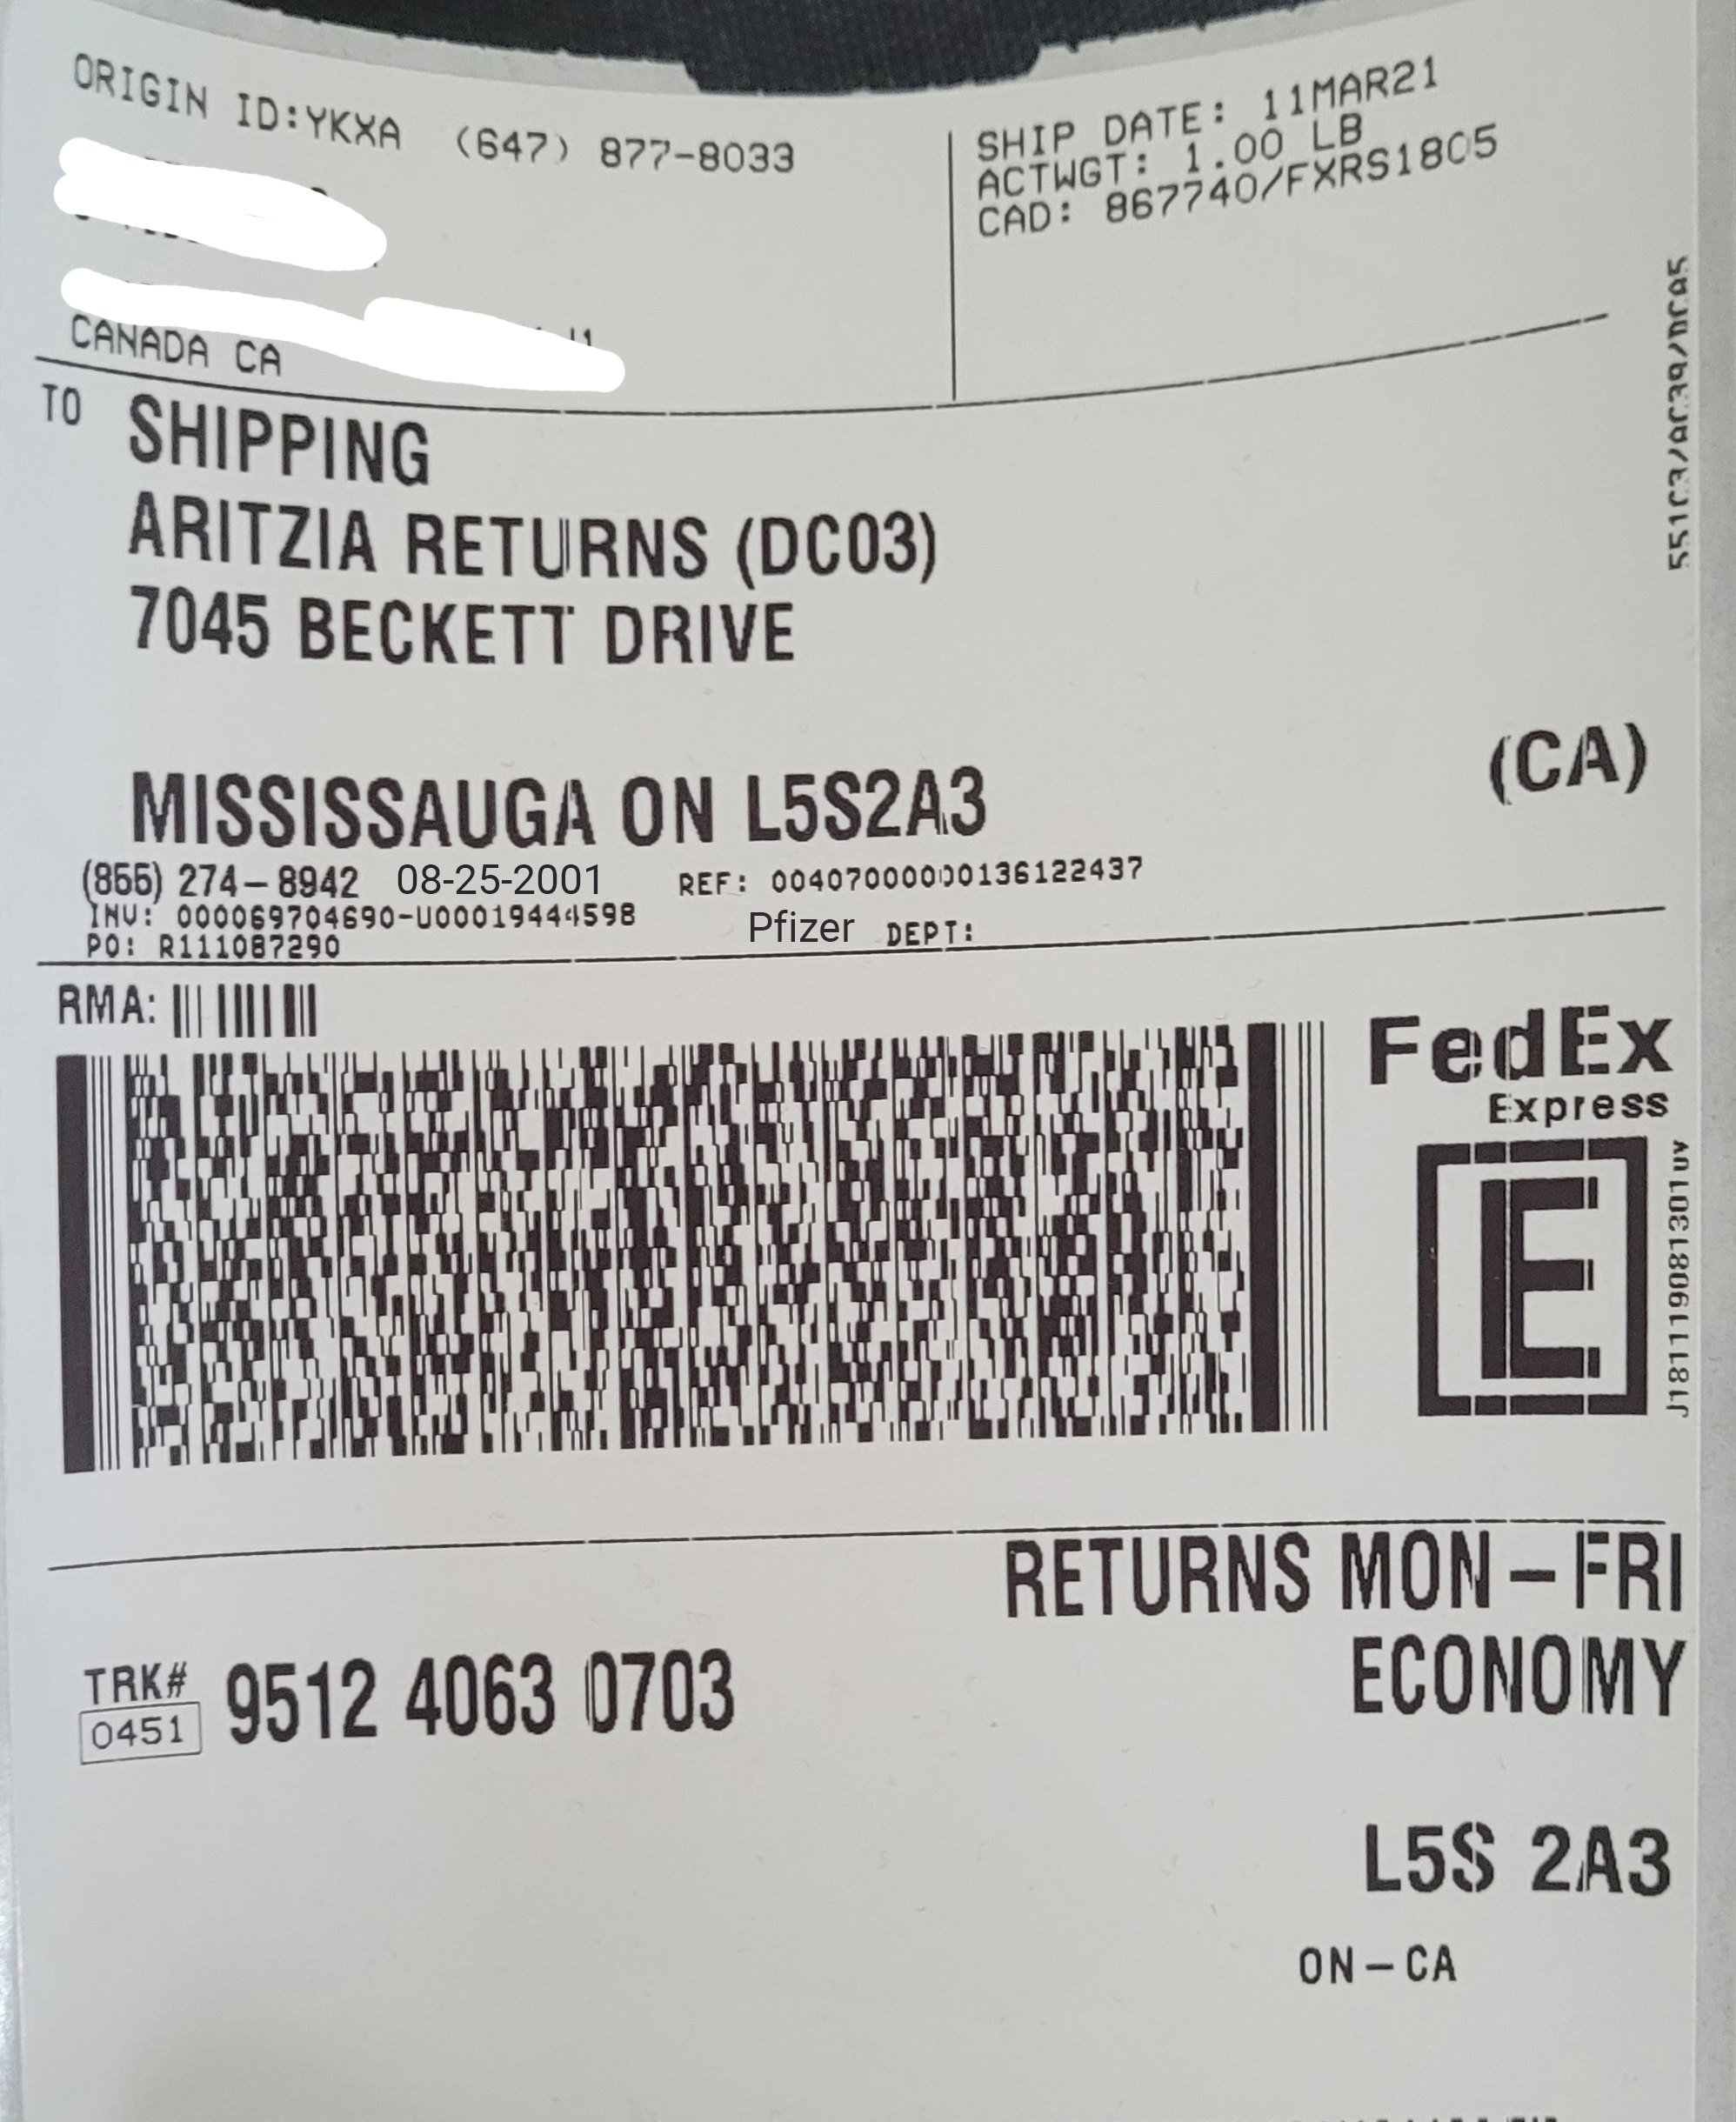 ORIGIN ID:YKXA (647) 877-8033
CANADA CA
SHIP DATE: 11MAR21
ACTWGT: 1.00 LB
CAD: 867740/FXRS1805
551C3/AC39/DCA5
TO SHIPPING
ARITZIA RETURNS (DC03)
7045 BECKETT DRIVE
MISSISSAUGA ON L5S2A3
(CA)
(855) 274-8942 08-25-2001 REF: 00407000000136122437
INV: 000069704690-U00019444598
PO: R111087290 Pfizer DEPT:
RMA:
FedEx
Express
E
J181119081301uv
RETURNS MON-FRI
ECONOMY
TRK# 9512 4063 0703
0451
L5S 2A3
ON-CA